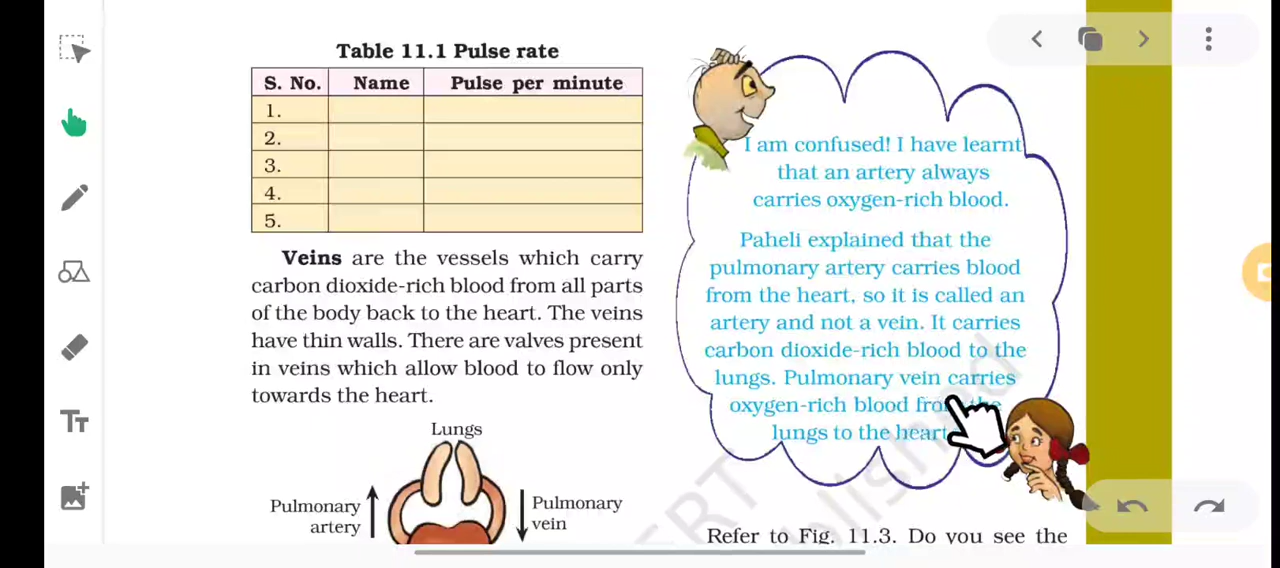 Table 11.1 Pulse rate
S. No. Name Pulse per minute
1.
2.
3.
4.
5.
Veins are the vessels which carry
carbon dioxide-rich blood from all parts
of the body back to the heart. The veins
have thin walls. There are valves present
in veins which allow blood to flow only
towards the heart.
Lungs
Pulmonary
artery
Pulmonary
vein
I am confused! I have learnt
that an artery always
carries oxygen-rich blood.
Paheli explained that the
pulmonary artery carries blood
from the heart, so it is called an
artery and not a vein. It carries
carbon dioxide-rich blood to the
lungs. Pulmonary vein carries
oxygen-rich blood from the
lungs to the heart
Refer to Fig. 11.3. Do you see the
Tт